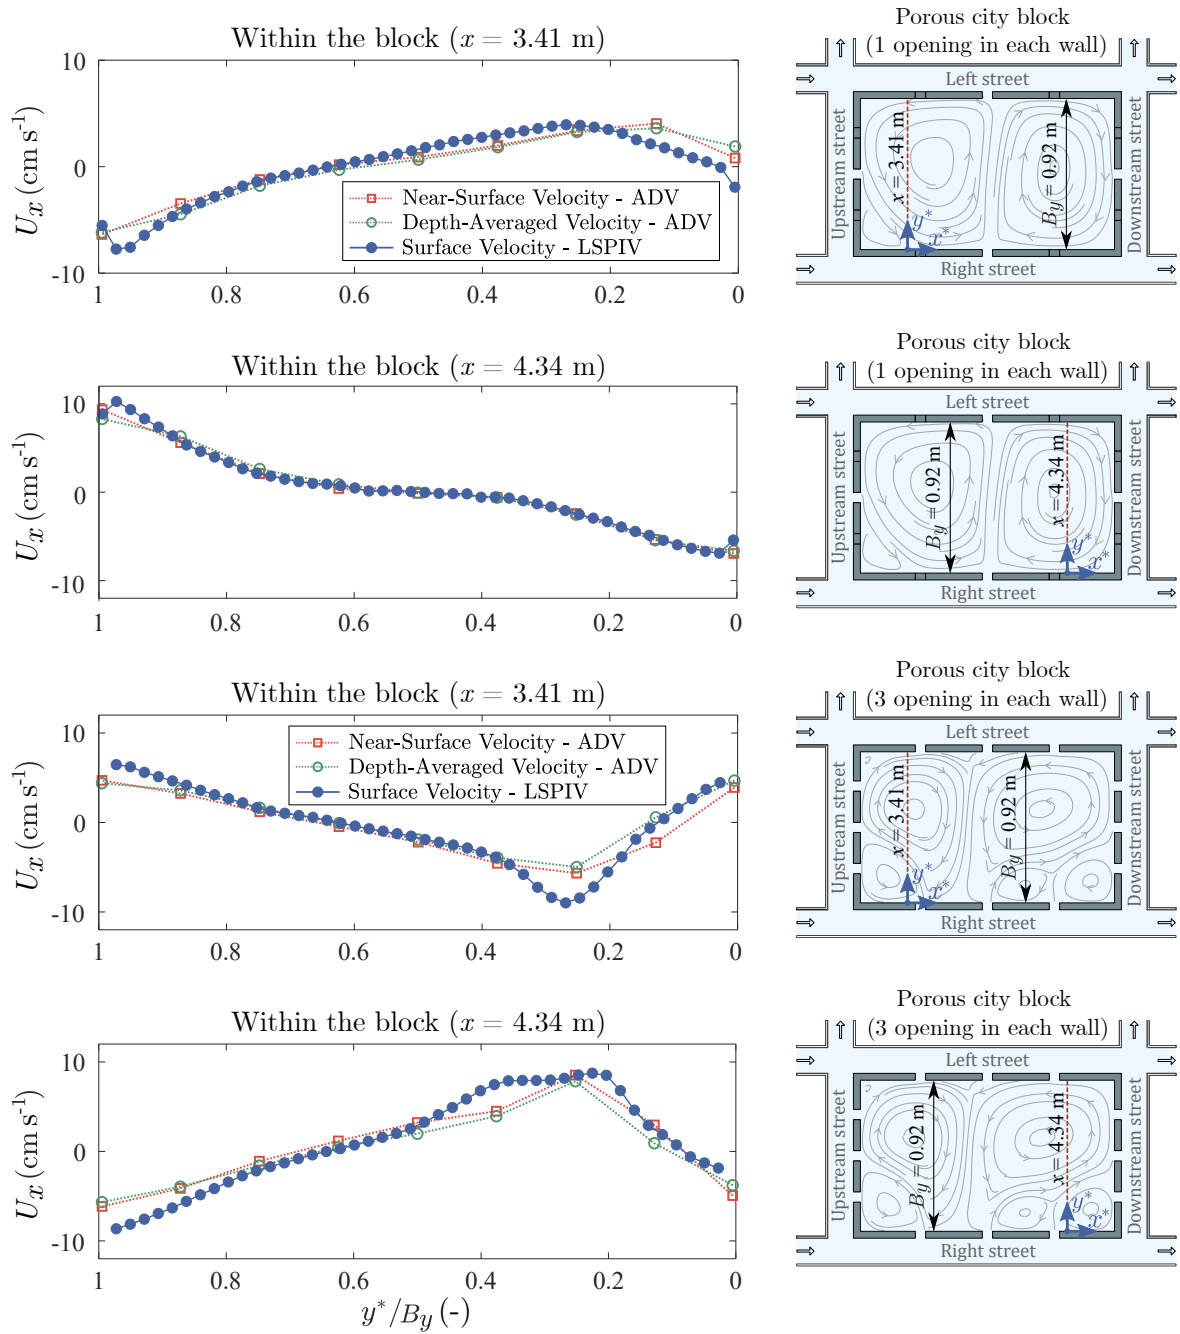 Within the block (x = 3.41 m)
10
0
-10
U_x (cm s⁻¹)
1
0.8
0.6
0.4
0.2
0
Near-Surface Velocity - ADV
Depth-Averaged Velocity - ADV
Surface Velocity - LSPIV
Porous city block
(1 opening in each wall)
Left street
Upstream street
x = 3.41 m
B_y = 0.92 m
Downstream street
y*
x*
Right street
Within the block (x = 4.34 m)
10
0
-10
U_x (cm s⁻¹)
1
0.8
0.6
0.4
0.2
0
Porous city block
(1 opening in each wall)
Left street
Upstream street
B_y = 0.92 m
x = 4.34 m
Downstream street
y*
x*
Right street
Within the block (x = 3.41 m)
10
0
-10
U_x (cm s⁻¹)
1
0.8
0.6
0.4
0.2
0
Near-Surface Velocity - ADV
Depth-Averaged Velocity - ADV
Surface Velocity - LSPIV
Porous city block
(3 opening in each wall)
Left street
Upstream street
x = 3.41 m
B_y = 0.92 m
Downstream street
y*
x*
Right street
Within the block (x = 4.34 m)
10
0
-10
U_x (cm s⁻¹)
1
0.8
0.6
0.4
0.2
0
y*/B_y (-)
Porous city block
(3 opening in each wall)
Left street
Upstream street
B_y = 0.92 m
x = 4.34 m
Downstream street
y*
x*
Right street